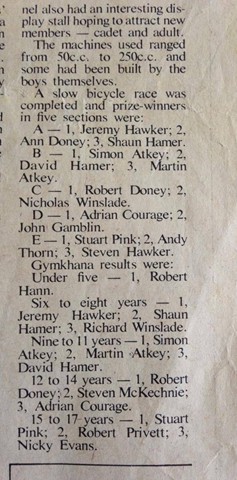 nel also had an interesting dis-
play stall hoping to attract new
members — cadet and adult.
The machines used ranged
from 50c.c. to 250c.c. and
some had been built by the
boys themselves.
A slow bicycle race was
completed and prize-winners
in five sections were:
A — 1, Jeremy Hawker; 2,
Ann Doney; 3, Shaun Hamer.
B — 1, Simon Atkey; 2,
David Hamer; 3, Martin
Atkey.
C — 1, Robert Doney; 2,
Nicholas Winslade.
D — 1, Adrian Courage; 2,
John Gamblin.
E — 1, Stuart Pink; 2, Andy
Thorn; 3, Steven Hawker.
Gymkhana results were:
Under five — 1, Robert
Hann.
Six to eight years — 1,
Jeremy Hawker; 2, Shaun
Hamer; 3, Richard Winslade.
Nine to 11 years — 1, Simon
Atkey; 2, Martin Atkey; 3,
David Hamer.
12 to 14 years — 1, Robert
Doney; 2, Steven McKechnie;
3, Adrian Courage.
15 to 17 years — 1, Stuart
Pink; 2, Robert Privett; 3,
Nicky Evans.